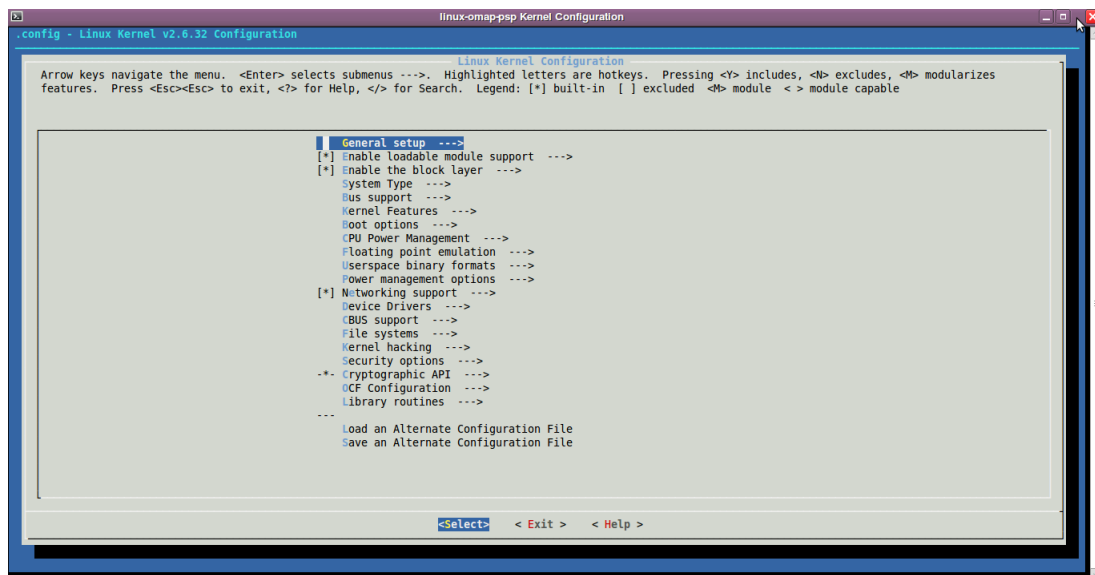 linux-omap-psp Kernel Configuration
.config - Linux Kernel v2.6.32 Configuration
Linux Kernel Configuration
Arrow keys navigate the menu.  <Enter> selects submenus --->.  Highlighted letters are hotkeys.  Pressing <Y> includes, <N> excludes, <M> modularizes
features.  Press <Esc><Esc> to exit, <?> for Help, </> for Search.  Legend: [*] built-in  [ ] excluded  <M> module  < > module capable
General setup  --->
[*] Enable loadable module support  --->
[*] Enable the block layer  --->
System Type  --->
Bus support  --->
Kernel Features  --->
Boot options  --->
CPU Power Management  --->
Floating point emulation  --->
Userspace binary formats  --->
Power management options  --->
[*] Networking support  --->
Device Drivers  --->
CBUS support  --->
File systems  --->
Kernel hacking  --->
Security options  --->
-*- Cryptographic API  --->
OCF Configuration  --->
Library routines  --->
---
Load an Alternate Configuration File
Save an Alternate Configuration File
<Select>    < Exit >    < Help >